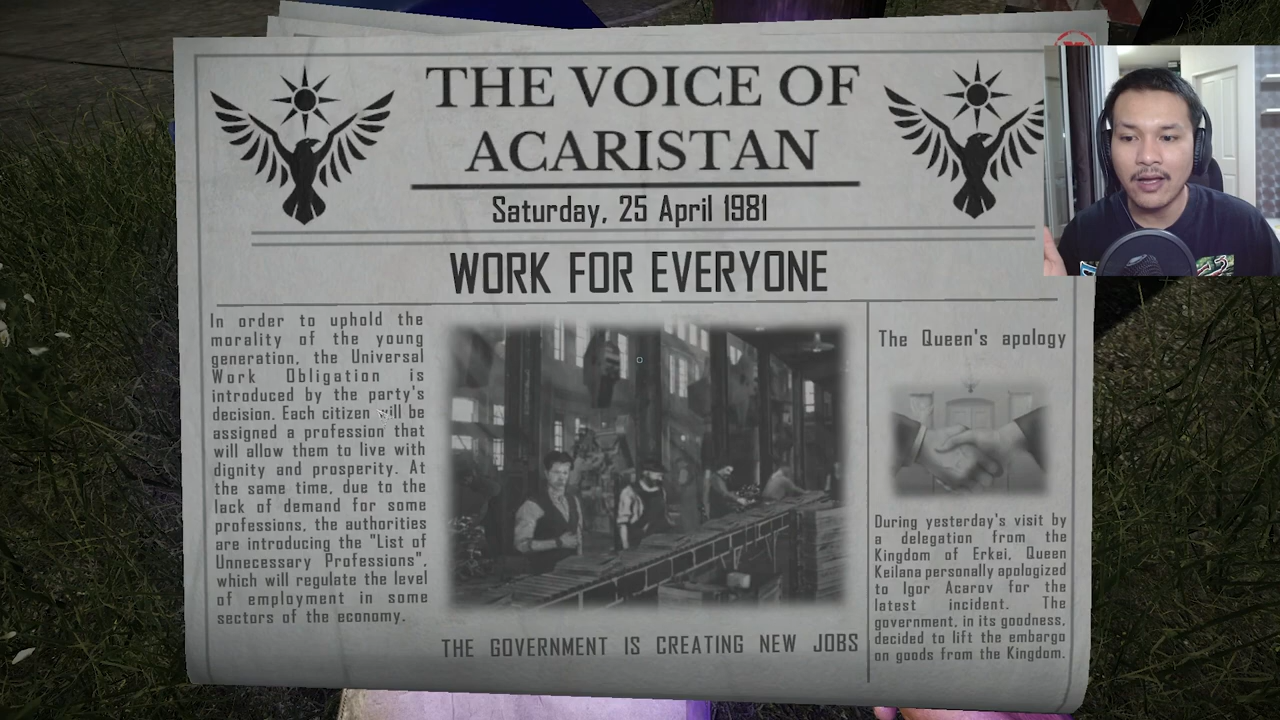 THE VOICE OF
ACARISTAN
Saturday, 25 April 1981
WORK FOR EVERYONE
In order to uphold the
morality of the young
generation, the Universal
Work Obligation is
introduced by the party's
decision. Each citizen will be
assigned a profession that
will allow them to live with
dignity and prosperity. At
the same time, due to the
lack of demand for some
professions, the authorities
are introducing the "List of
Unnecessary Professions",
which will regulate the level
of employment in some
sectors of the economy.
THE GOVERNMENT IS CREATING NEW JOBS
The Queen's apology
During yesterday's visit by
a delegation from the
Kingdom of Erkei, Queen
Keilana personally apologized
to Igor Acarov for the
latest incident. The
government, in its goodness,
decided to lift the embargo
on goods from the Kingdom.